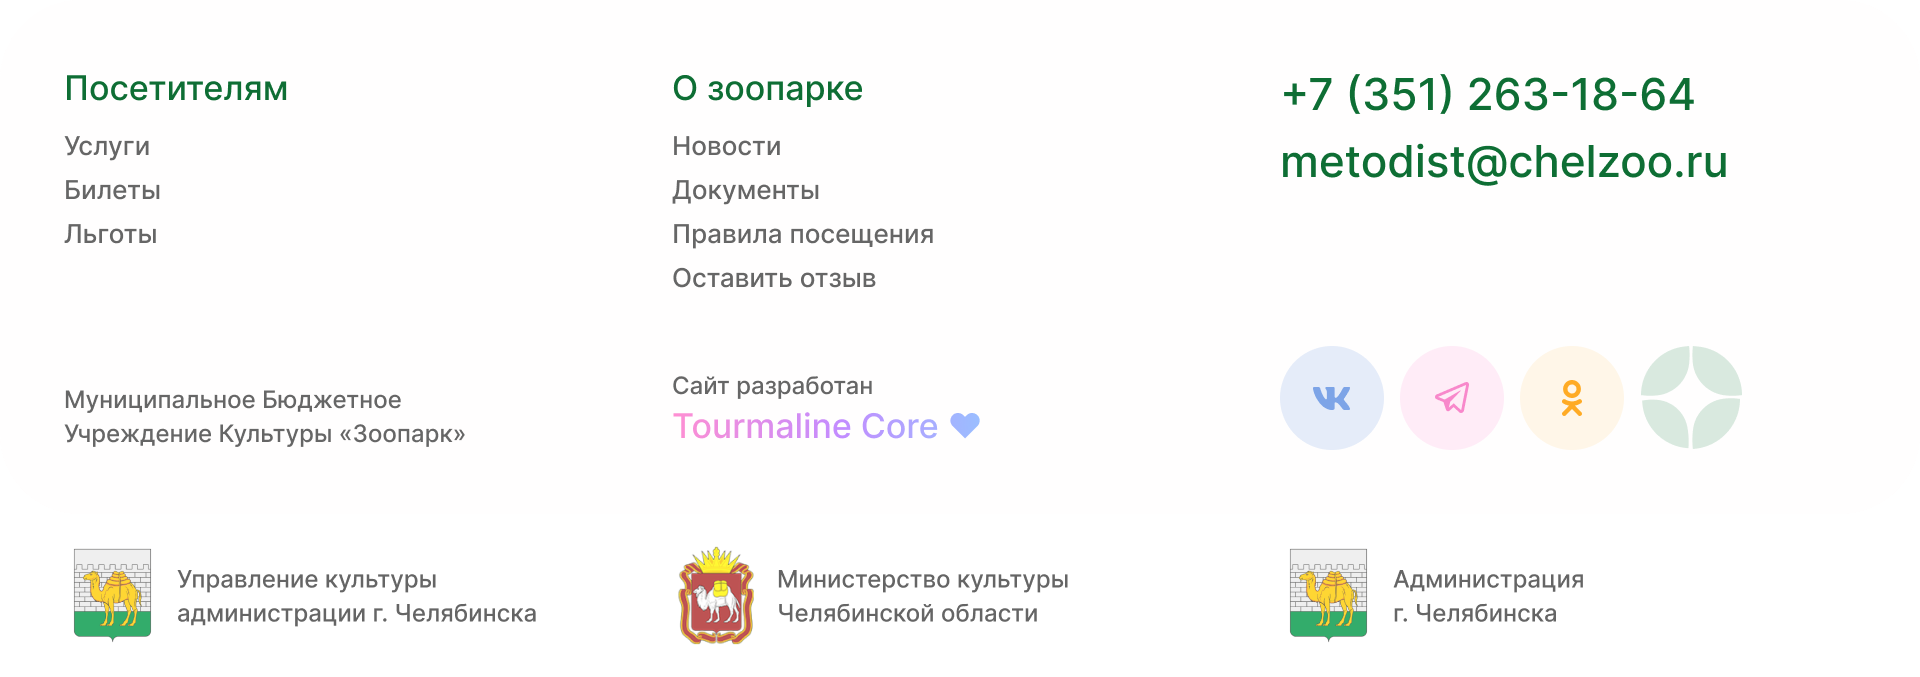 Посетителям
Услуги
Билеты
Льготы
О зоопарке
Новости
Документы
Правила посещения
Оставить отзыв
+7 (351) 263-18-64
metodist@chelzoo.ru
Муниципальное Бюджетное
Учреждение Культуры «Зоопарк»
Сайт разработан
Tourmaline Core
Управление культуры
администрации г. Челябинска
Министерство культуры
Челябинской области
Администрация
г. Челябинска